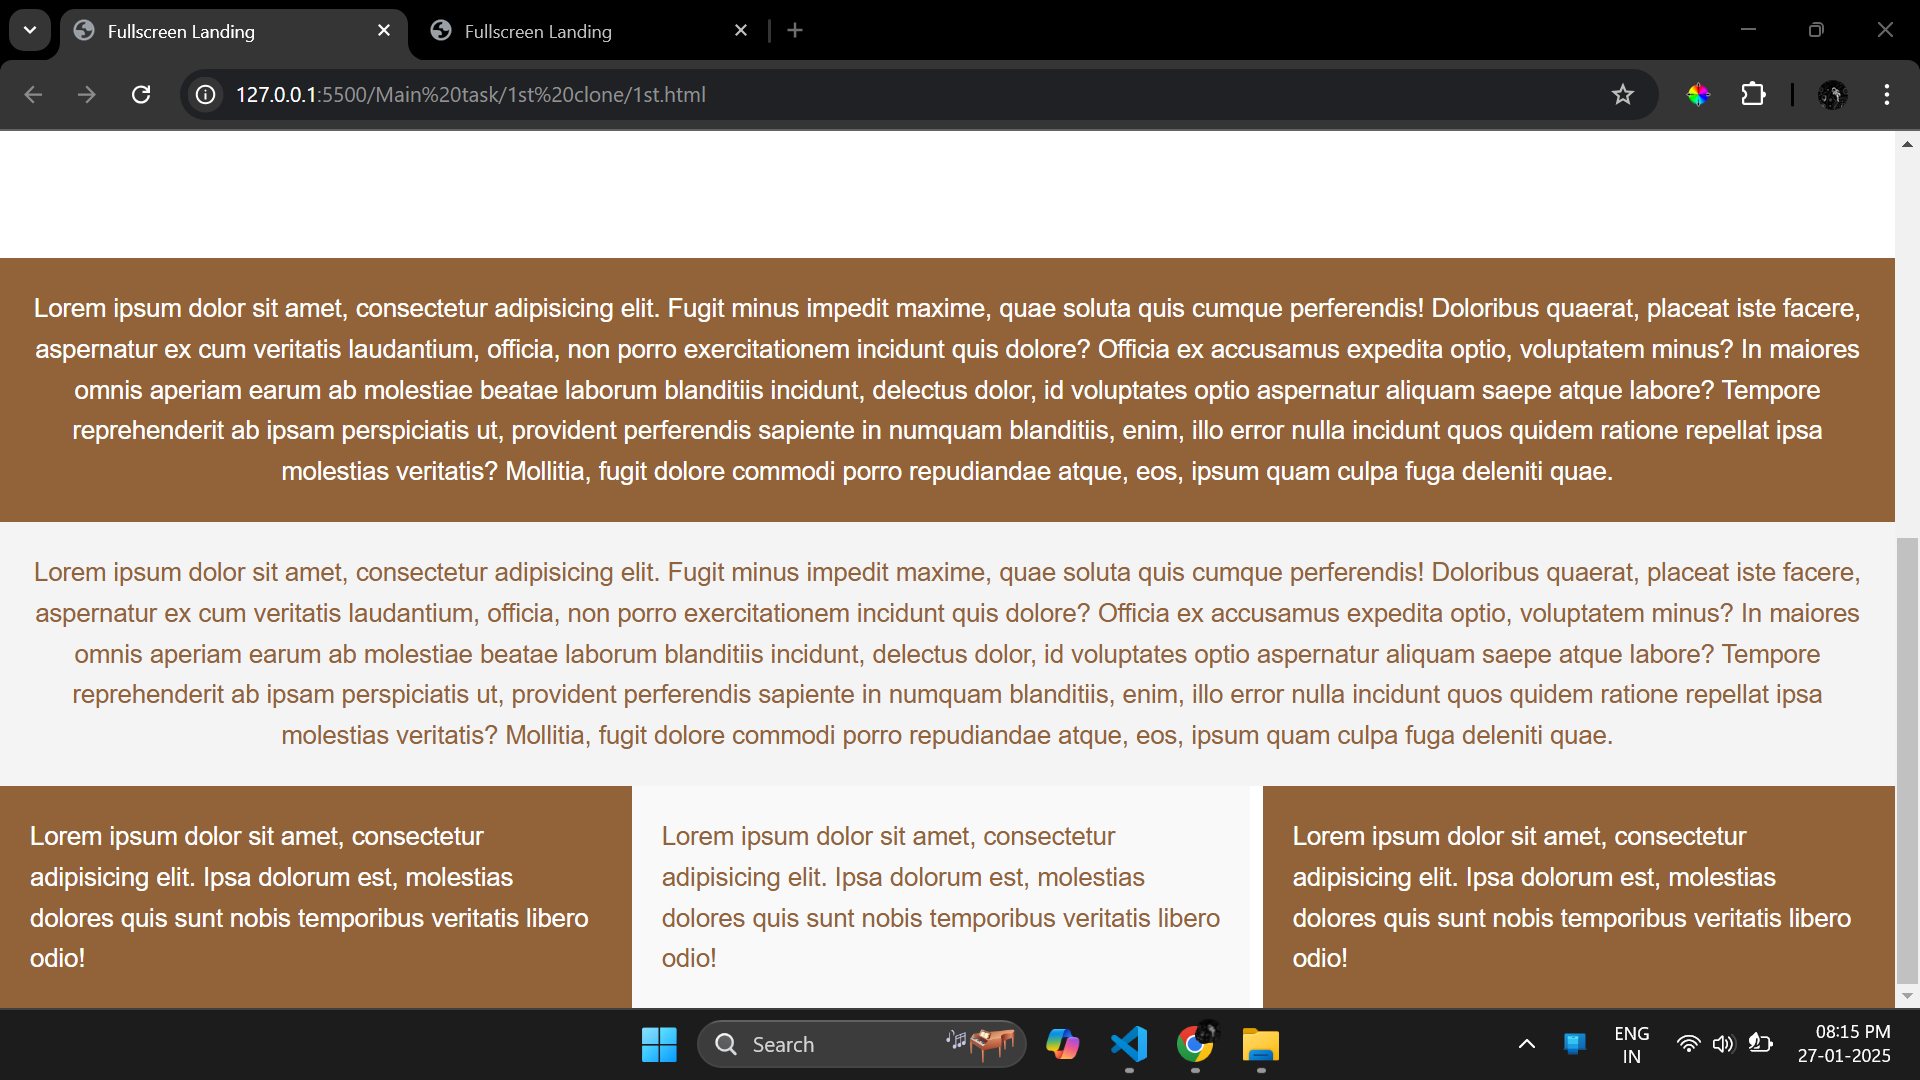 Fullscreen Landing
Fullscreen Landing
127.0.0.1:5500/Main%20task/1st%20clone/1st.html
Lorem ipsum dolor sit amet, consectetur adipisicing elit. Fugit minus impedit maxime, quae soluta quis cumque perferendis! Doloribus quaerat, placeat iste facere,
aspernatur ex cum veritatis laudantium, officia, non porro exercitationem incidunt quis dolore? Officia ex accusamus expedita optio, voluptatem minus? In maiores
omnis aperiam earum ab molestiae beatae laborum blanditiis incidunt, delectus dolor, id voluptates optio aspernatur aliquam saepe atque labore? Tempore
reprehenderit ab ipsam perspiciatis ut, provident perferendis sapiente in numquam blanditiis, enim, illo error nulla incidunt quos quidem ratione repellat ipsa
molestias veritatis? Mollitia, fugit dolore commodi porro repudiandae atque, eos, ipsum quam culpa fuga deleniti quae.
Lorem ipsum dolor sit amet, consectetur adipisicing elit. Fugit minus impedit maxime, quae soluta quis cumque perferendis! Doloribus quaerat, placeat iste facere,
aspernatur ex cum veritatis laudantium, officia, non porro exercitationem incidunt quis dolore? Officia ex accusamus expedita optio, voluptatem minus? In maiores
omnis aperiam earum ab molestiae beatae laborum blanditiis incidunt, delectus dolor, id voluptates optio aspernatur aliquam saepe atque labore? Tempore
reprehenderit ab ipsam perspiciatis ut, provident perferendis sapiente in numquam blanditiis, enim, illo error nulla incidunt quos quidem ratione repellat ipsa
molestias veritatis? Mollitia, fugit dolore commodi porro repudiandae atque, eos, ipsum quam culpa fuga deleniti quae.
Lorem ipsum dolor sit amet, consectetur
adipisicing elit. Ipsa dolorum est, molestias
dolores quis sunt nobis temporibus veritatis libero
odio!
Lorem ipsum dolor sit amet, consectetur
adipisicing elit. Ipsa dolorum est, molestias
dolores quis sunt nobis temporibus veritatis libero
odio!
Lorem ipsum dolor sit amet, consectetur
adipisicing elit. Ipsa dolorum est, molestias
dolores quis sunt nobis temporibus veritatis libero
odio!
Search
ENG
IN
08:15 PM
27-01-2025